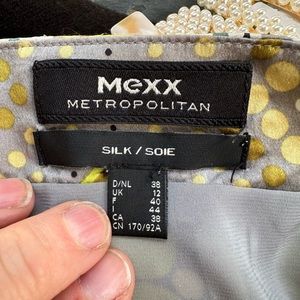 MEXX
METROPOLITAN
SILK / SOIE
D/NL 38
UK 12
F 40
I 44
CA 38
CN 170/92A